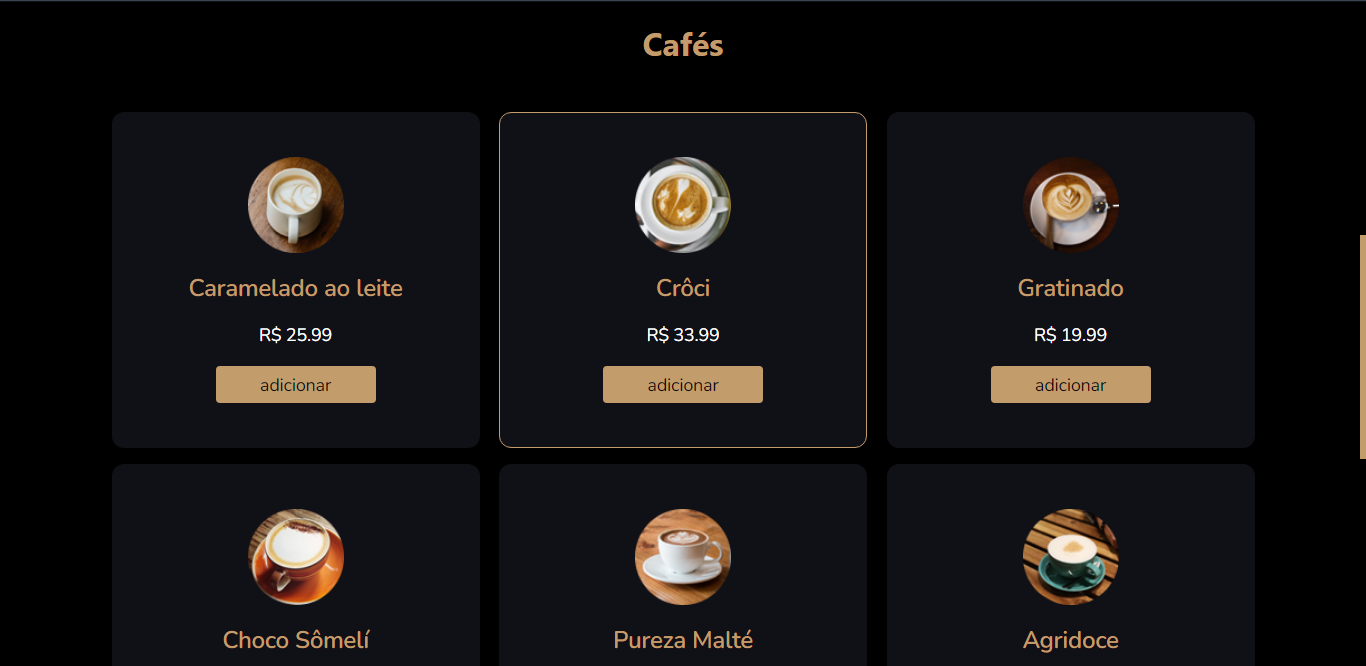 Cafés
Caramelado ao leite
R$ 25.99
adicionar
Crôci
R$ 33.99
adicionar
Gratinado
R$ 19.99
adicionar
Choco Sômelí
Pureza Malté
Agridoce